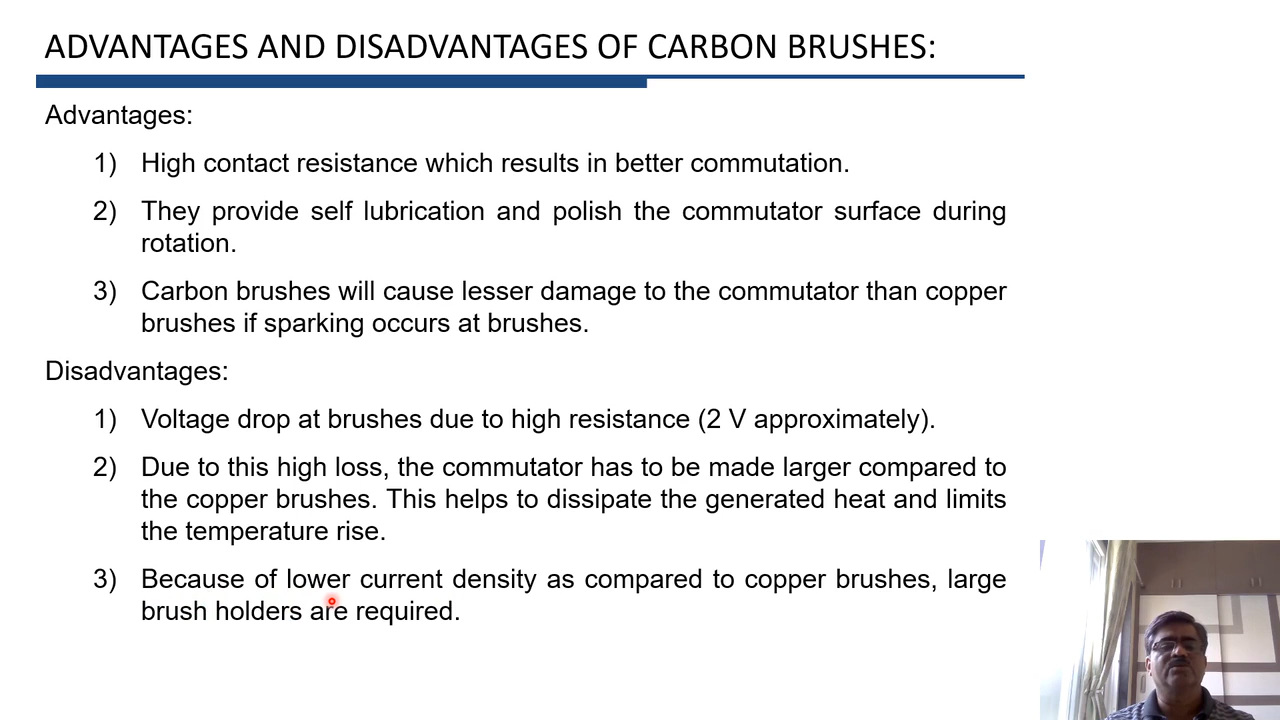 ADVANTAGES AND DISADVANTAGES OF CARBON BRUSHES:
Advantages:
1) High contact resistance which results in better commutation.
2) They provide self lubrication and polish the commutator surface during
rotation.
3) Carbon brushes will cause lesser damage to the commutator than copper
brushes if sparking occurs at brushes.
Disadvantages:
1) Voltage drop at brushes due to high resistance (2 V approximately).
2) Due to this high loss, the commutator has to be made larger compared to
the copper brushes. This helps to dissipate the generated heat and limits
the temperature rise.
3) Because of lower current density as compared to copper brushes, large
brush holders are required.